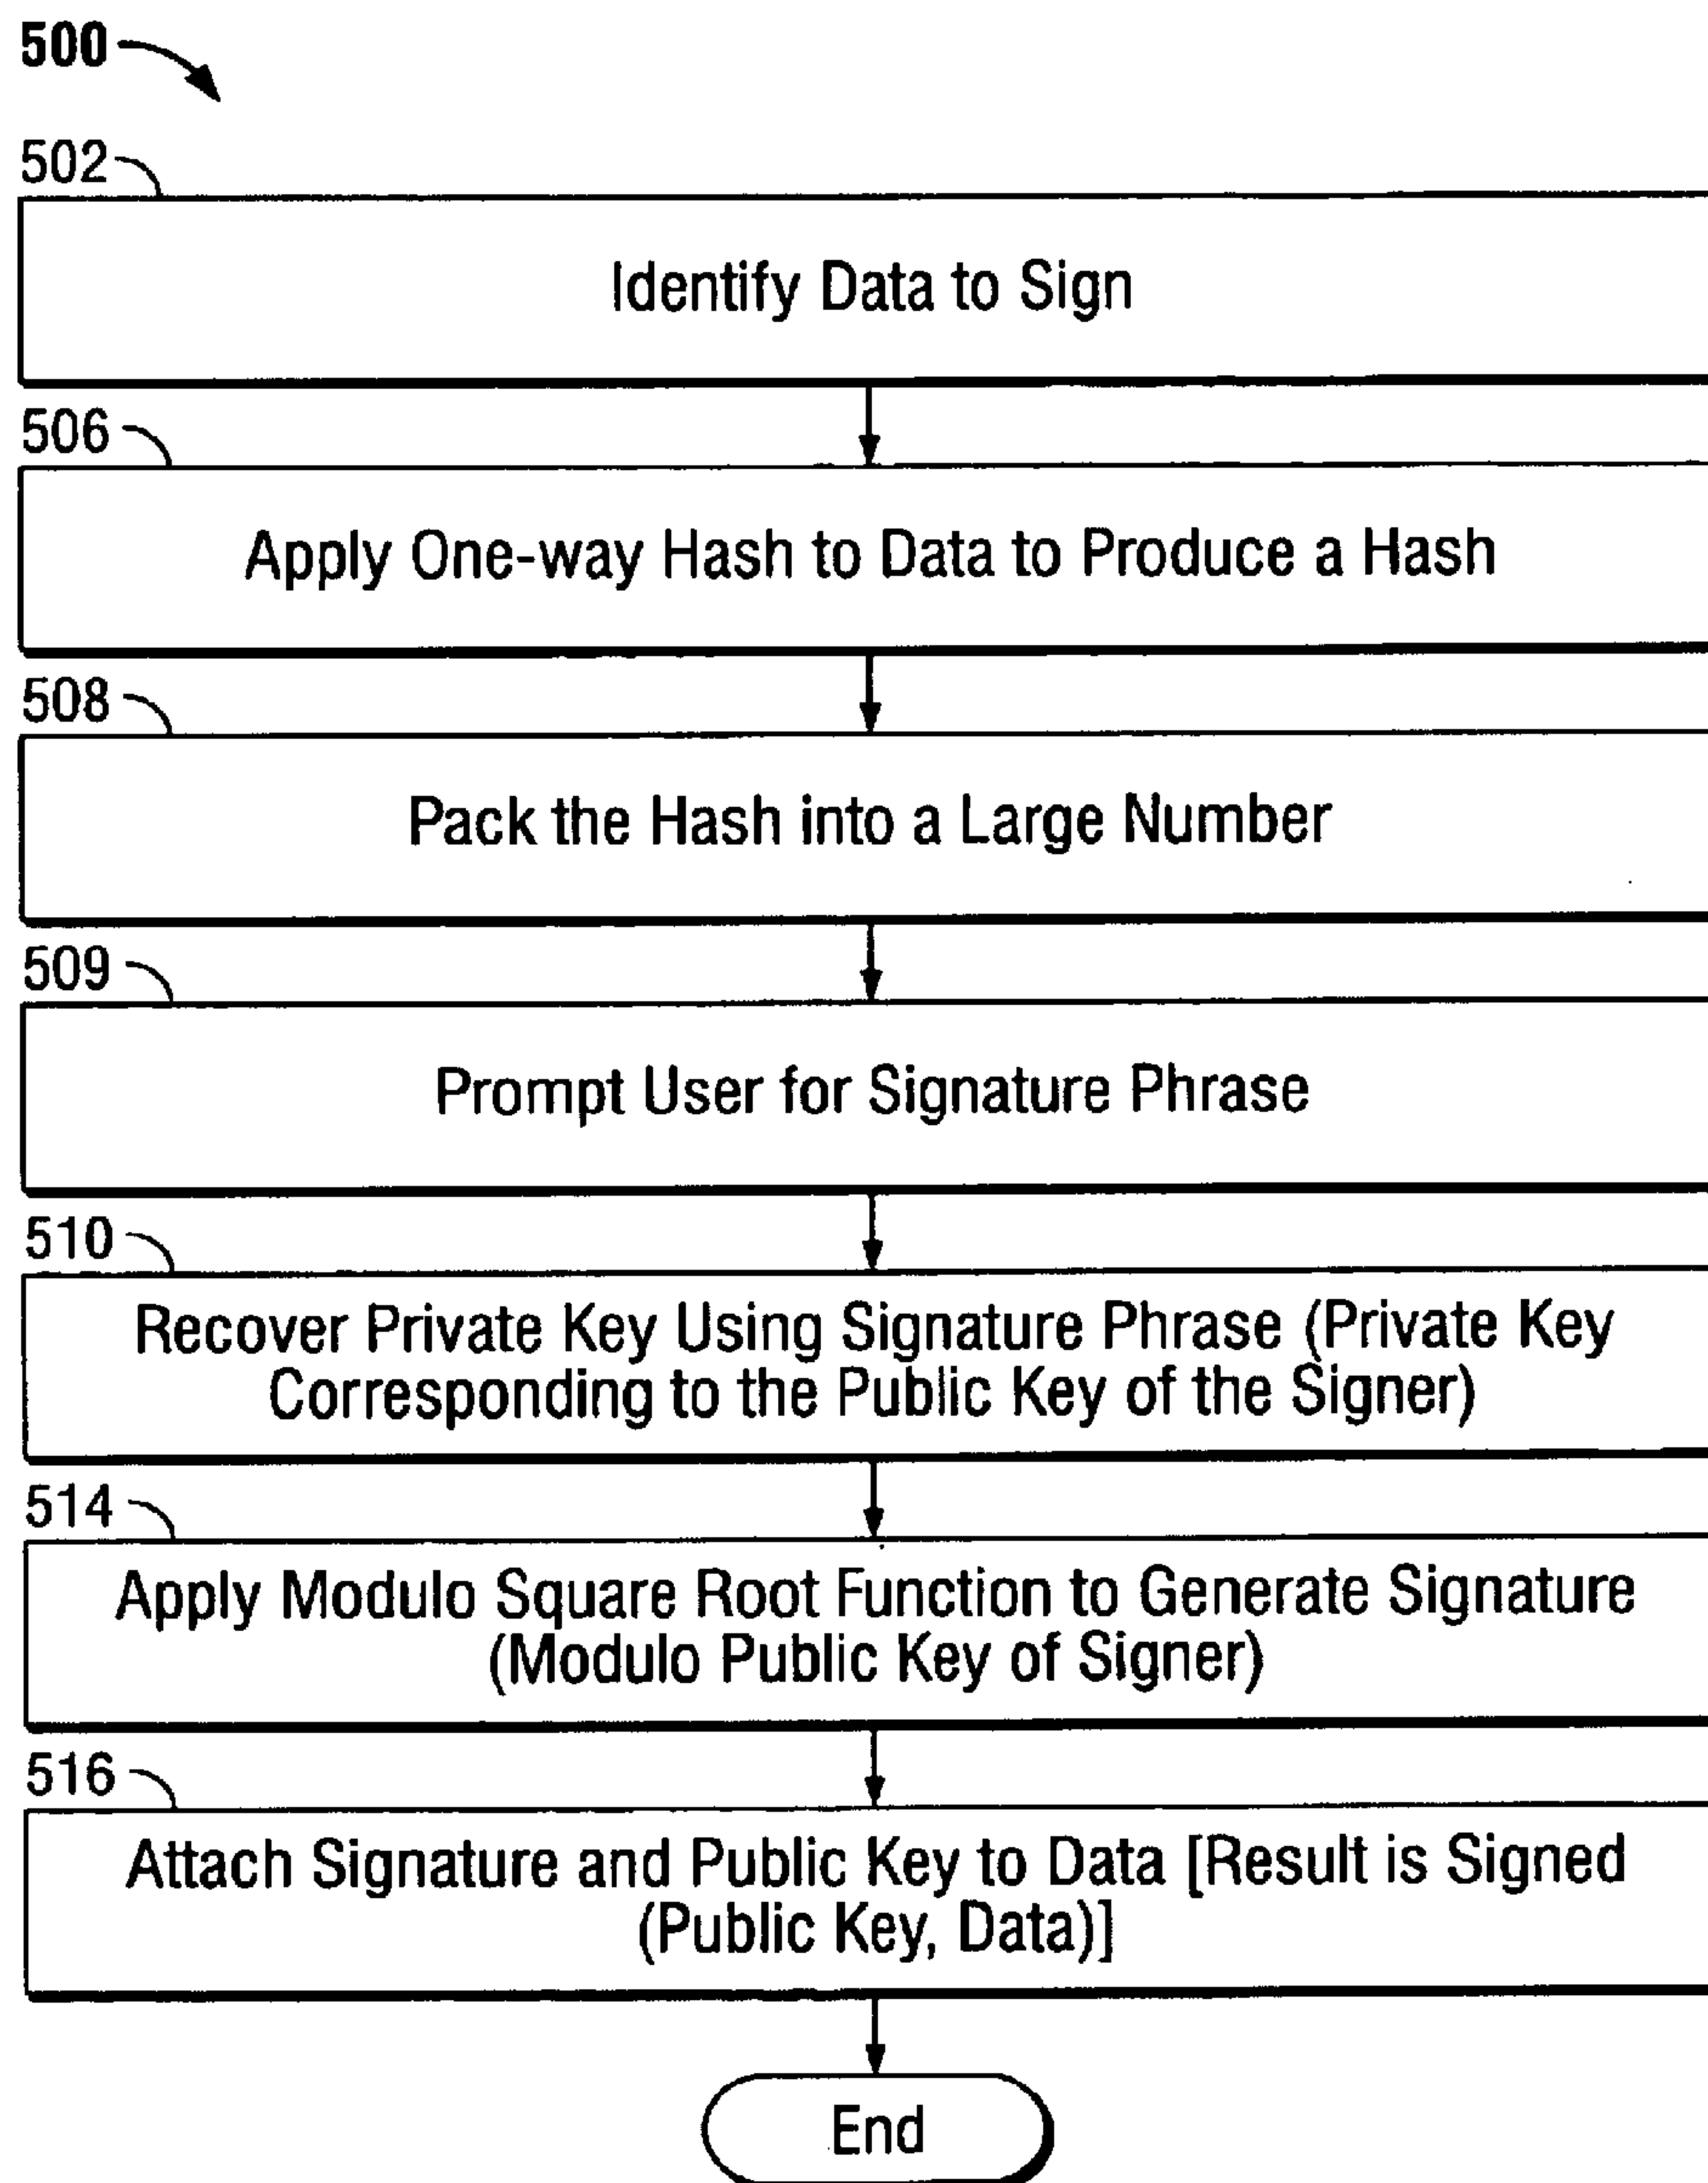 500
502
Identify Data to Sign
506
Apply One-way Hash to Data to Produce a Hash
508
Pack the Hash into a Large Number
509
Prompt User for Signature Phrase
510
Recover Private Key Using Signature Phrase (Private Key
Corresponding to the Public Key of the Signer)
514
Apply Modulo Square Root Function to Generate Signature
(Modulo Public Key of Signer)
516
Attach Signature and Public Key to Data [Result is Signed
(Public Key, Data)]
End